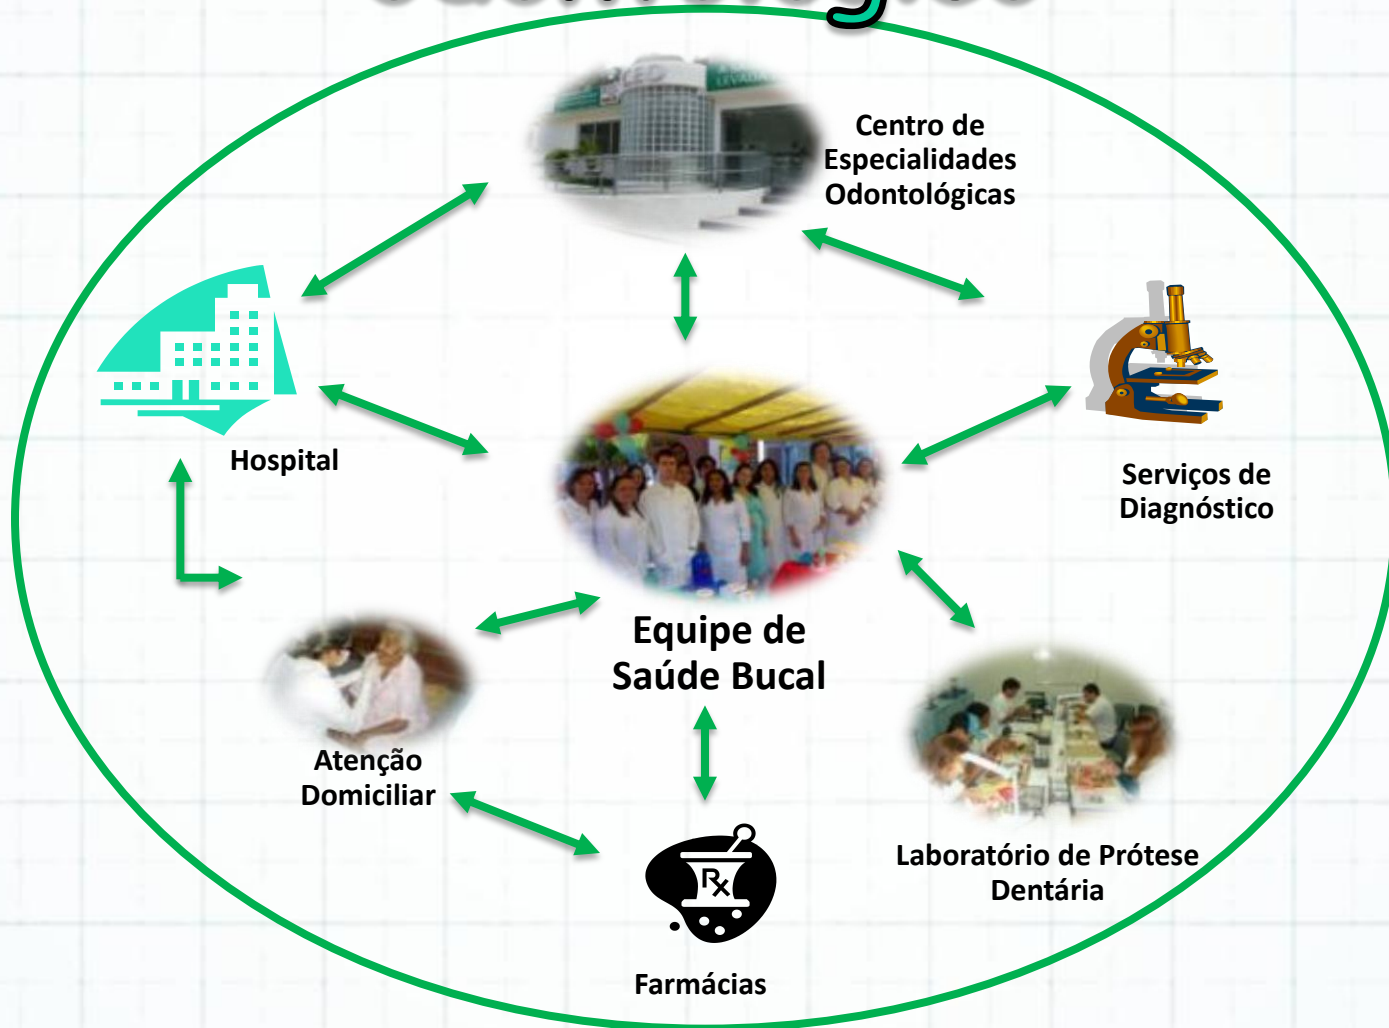 Centro de
Especialidades
Odontológicas
Hospital
Serviços de
Diagnóstico
Equipe de
Saúde Bucal
Atenção
Domiciliar
Laboratório de Prótese
Dentária
Rx
Farmácias